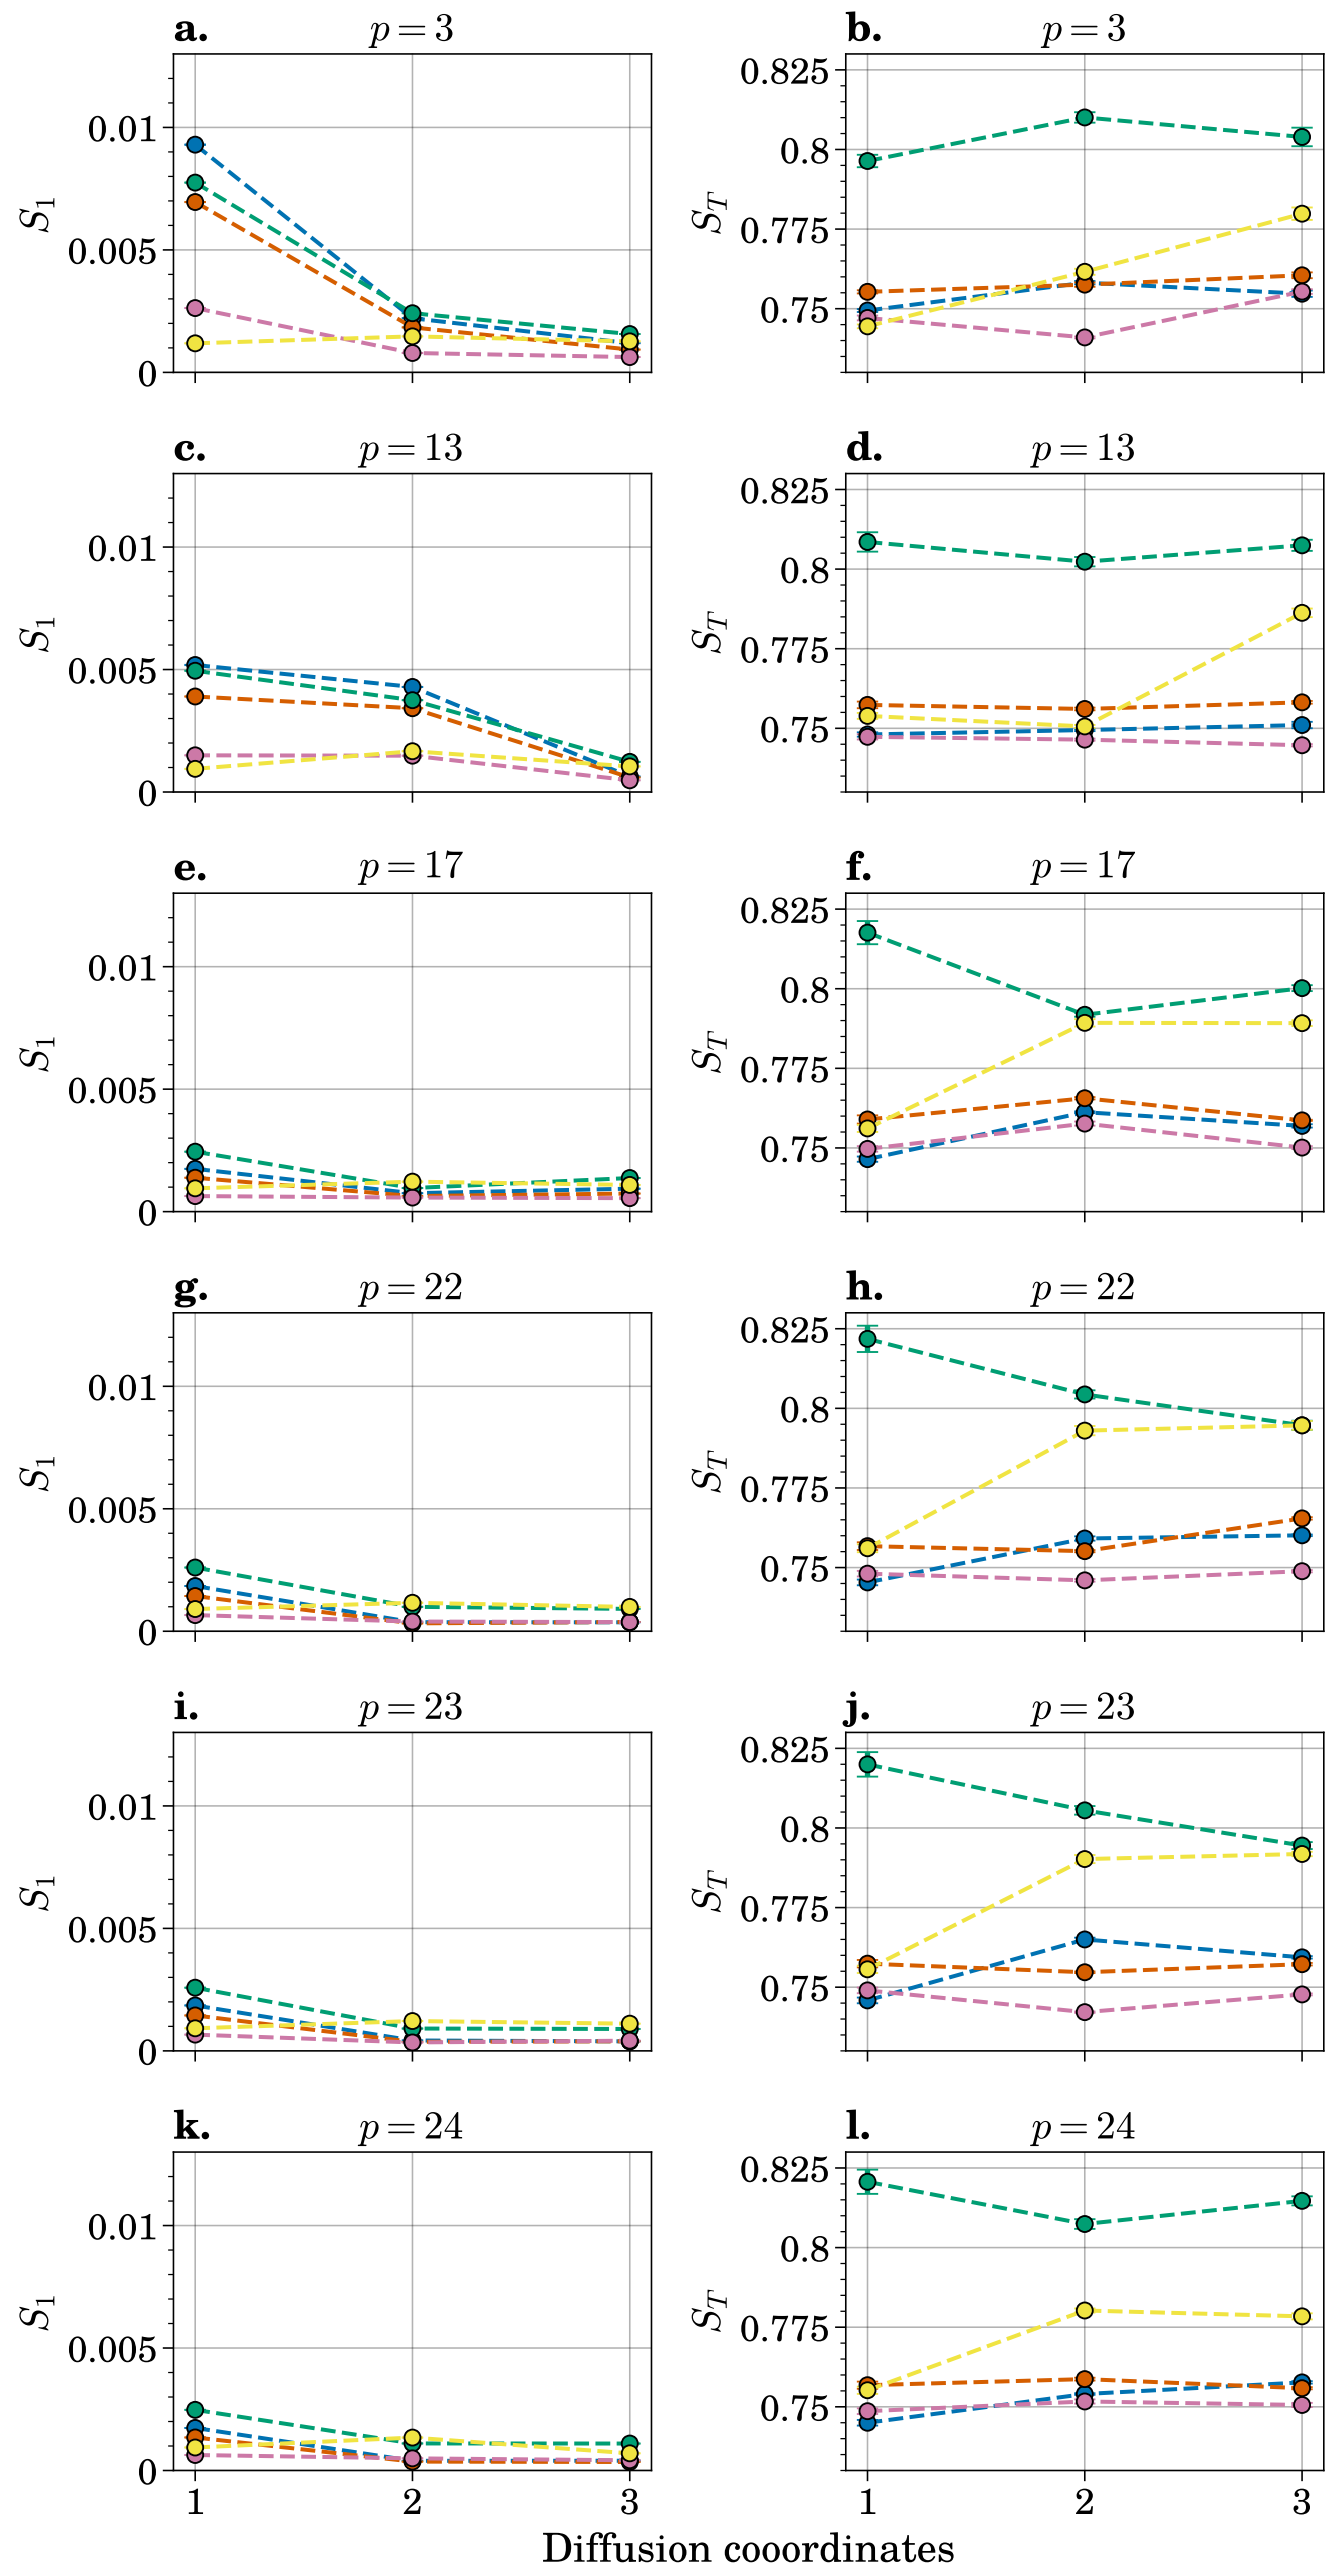 a. p = 3
b. p = 3
0.01
0.005
0
S1
0.825
0.8
0.775
0.75
ST
c. p = 13
d. p = 13
0.01
0.005
0
S1
0.825
0.8
0.775
0.75
ST
e. p = 17
f. p = 17
0.01
0.005
0
S1
0.825
0.8
0.775
0.75
ST
g. p = 22
h. p = 22
0.01
0.005
0
S1
0.825
0.8
0.775
0.75
ST
i. p = 23
j. p = 23
0.01
0.005
0
S1
0.825
0.8
0.775
0.75
ST
k. p = 24
l. p = 24
0.01
0.005
0
S1
0.825
0.8
0.775
0.75
ST
1 2 3
1 2 3
Diffusion cooordinates